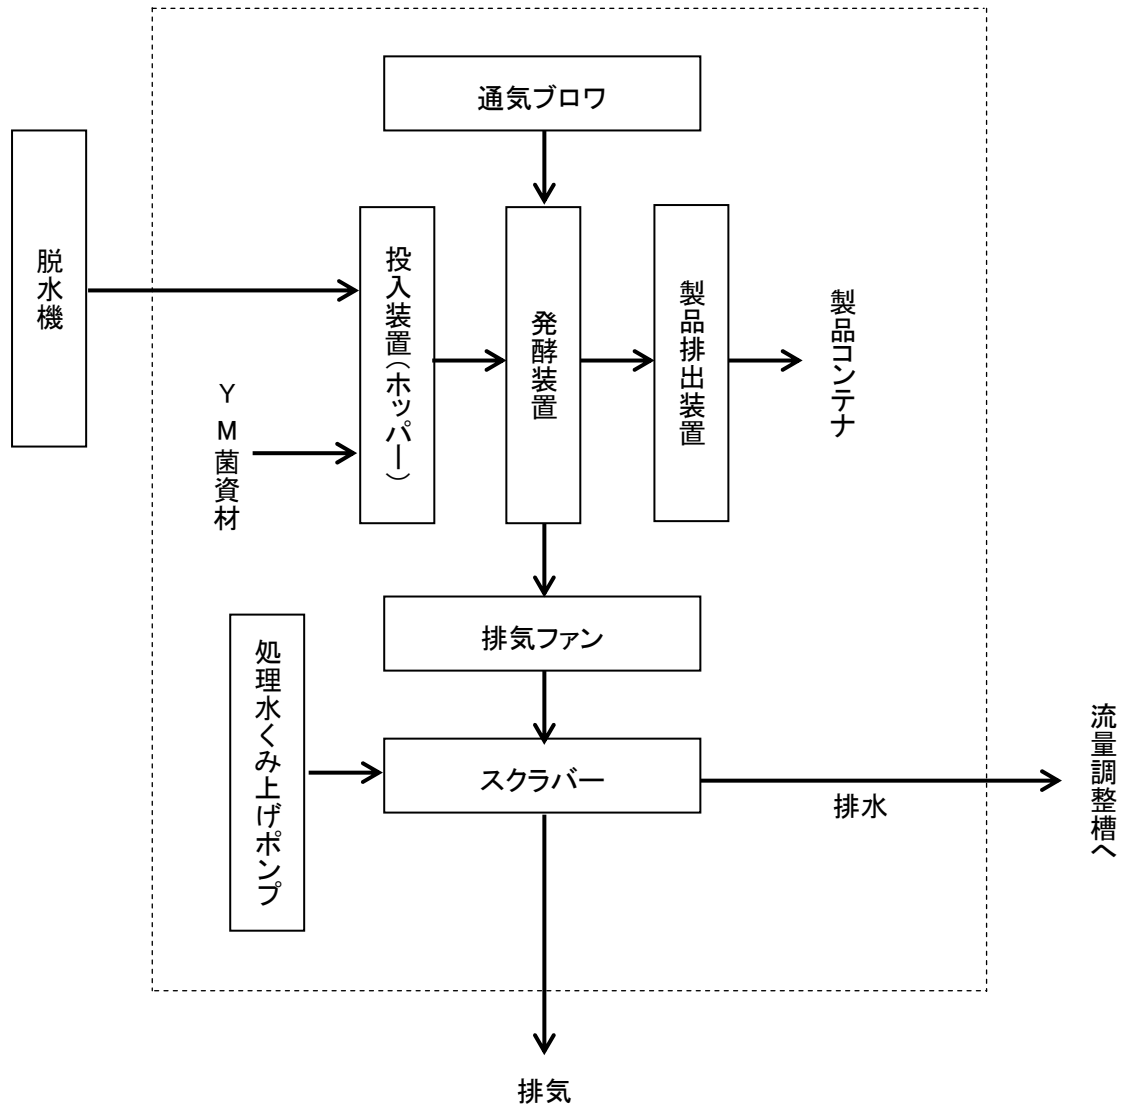 通気ブロワ
脱水機
投入装置（ホッパー）
発酵装置
製品排出装置
製品コンテナ
ＹＭ菌資材
排気ファン
処理水くみ上げポンプ
スクラバー
排水
流量調整槽へ
排気